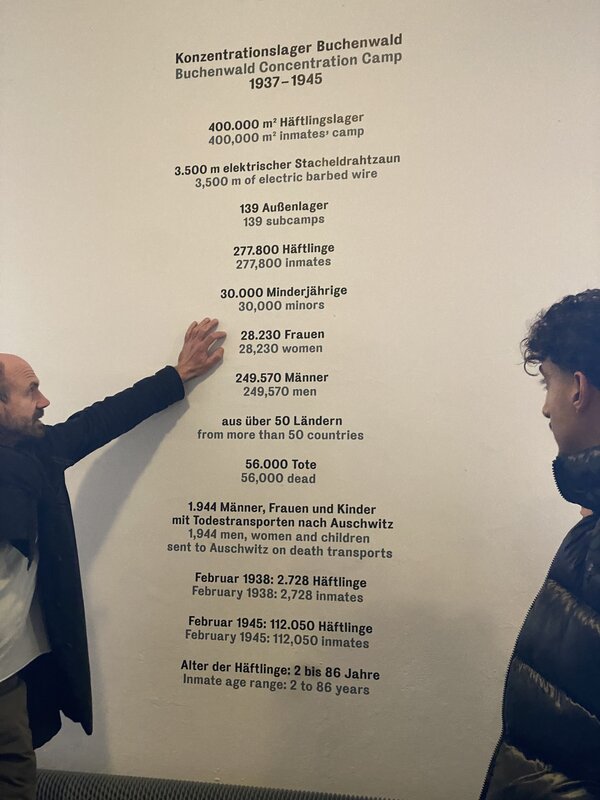 Konzentrationslager Buchenwald
Buchenwald Concentration Camp
1937–1945
400.000 m² Häftlingslager
400,000 m² inmates' camp
3.500 m elektrischer Stacheldrahtzaun
3,500 m of electric barbed wire
139 Außenlager
139 subcamps
277.800 Häftlinge
277,800 inmates
30.000 Minderjährige
30,000 minors
28.230 Frauen
28,230 women
249.570 Männer
249,570 men
aus über 50 Ländern
from more than 50 countries
56.000 Tote
56,000 dead
1.944 Männer, Frauen und Kinder
mit Todestransporten nach Auschwitz
1,944 men, women and children
sent to Auschwitz on death transports
Februar 1938: 2.728 Häftlinge
February 1938: 2,728 inmates
Februar 1945: 112.050 Häftlinge
February 1945: 112,050 inmates
Alter der Häftlinge: 2 bis 86 Jahre
Inmate age range: 2 to 86 years